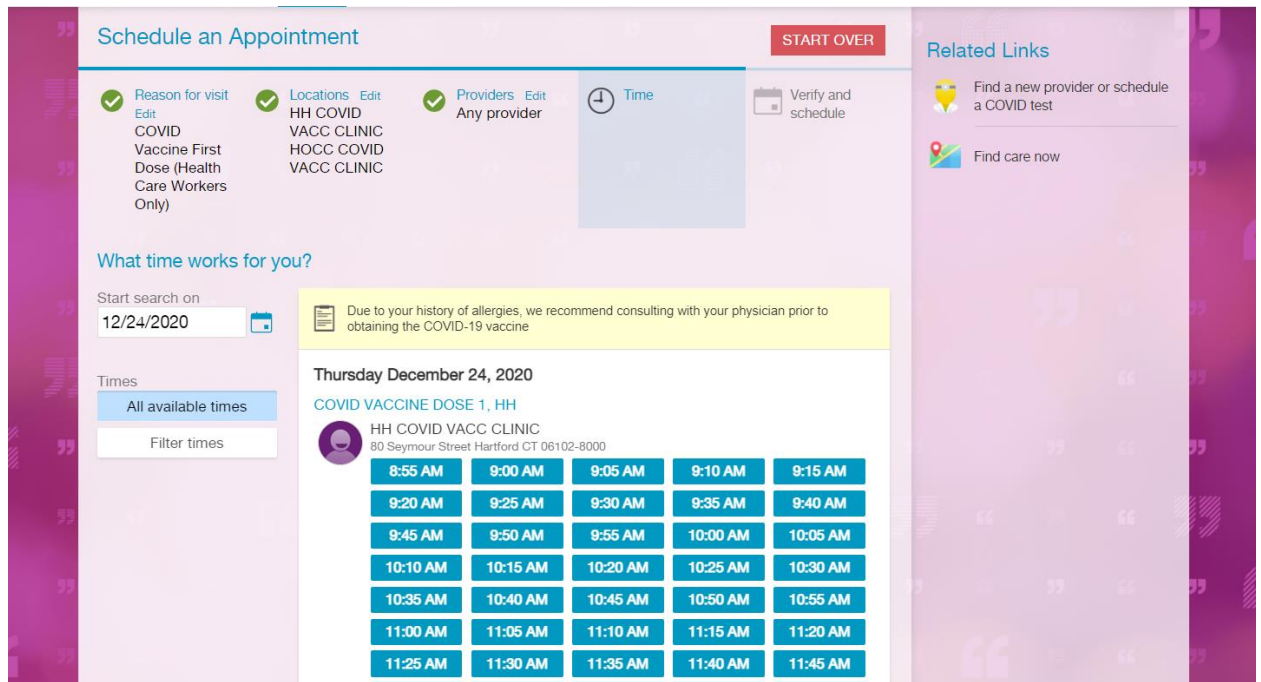 Schedule an Appointment
START OVER
Reason for visit
Edit
COVID
Vaccine First
Dose (Health
Care Workers
Only)
Locations Edit
HH COVID
VACC CLINIC
HOCC COVID
VACC CLINIC
Providers Edit
Any provider
Time
Verify and
schedule
Related Links
Find a new provider or schedule
a COVID test
Find care now
What time works for you?
Start search on
12/24/2020
Times
All available times
Filter times
Due to your history of allergies, we recommend consulting with your physician prior to
obtaining the COVID-19 vaccine
Thursday December 24, 2020
COVID VACCINE DOSE 1, HH
HH COVID VACC CLINIC
80 Seymour Street Hartford CT 06102-8000
8:55 AM 9:00 AM 9:05 AM 9:10 AM 9:15 AM
9:20 AM 9:25 AM 9:30 AM 9:35 AM 9:40 AM
9:45 AM 9:50 AM 9:55 AM 10:00 AM 10:05 AM
10:10 AM 10:15 AM 10:20 AM 10:25 AM 10:30 AM
10:35 AM 10:40 AM 10:45 AM 10:50 AM 10:55 AM
11:00 AM 11:05 AM 11:10 AM 11:15 AM 11:20 AM
11:25 AM 11:30 AM 11:35 AM 11:40 AM 11:45 AM